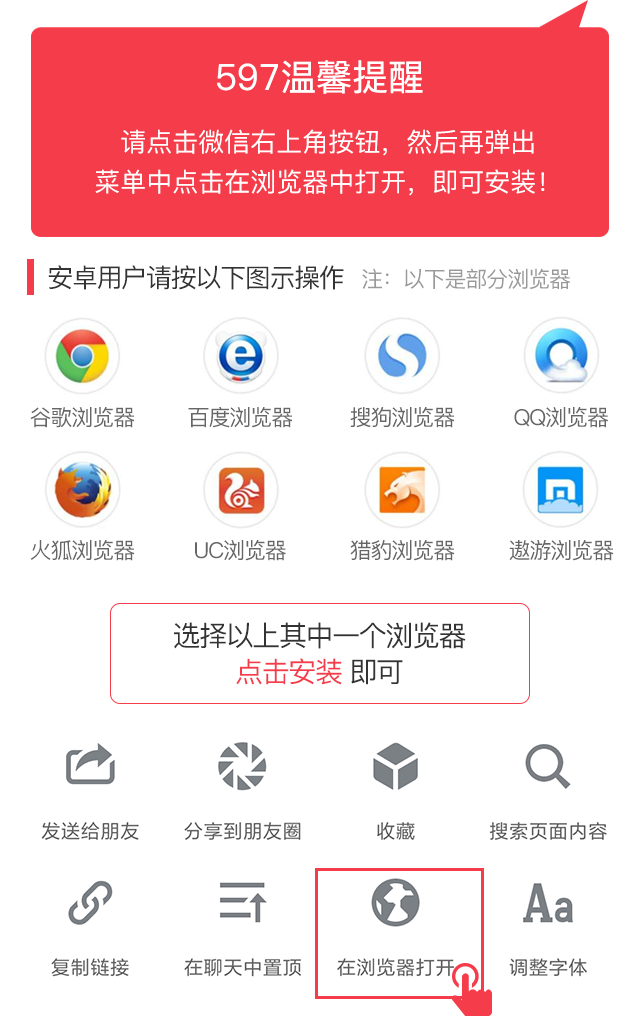 597温馨提醒
请点击微信右上角按钮，然后再弹出
菜单中点击在浏览器中打开，即可安装！
安卓用户请按以下图示操作 注：以下是部分浏览器
谷歌浏览器 百度浏览器 搜狗浏览器 QQ浏览器
火狐浏览器 UC浏览器 猎豹浏览器 遨游浏览器
选择以上其中一个浏览器
点击安装 即可
发送给朋友 分享到朋友圈 收藏 搜索页面内容
Aa
复制链接 在聊天中置顶 在浏览器打开 调整字体